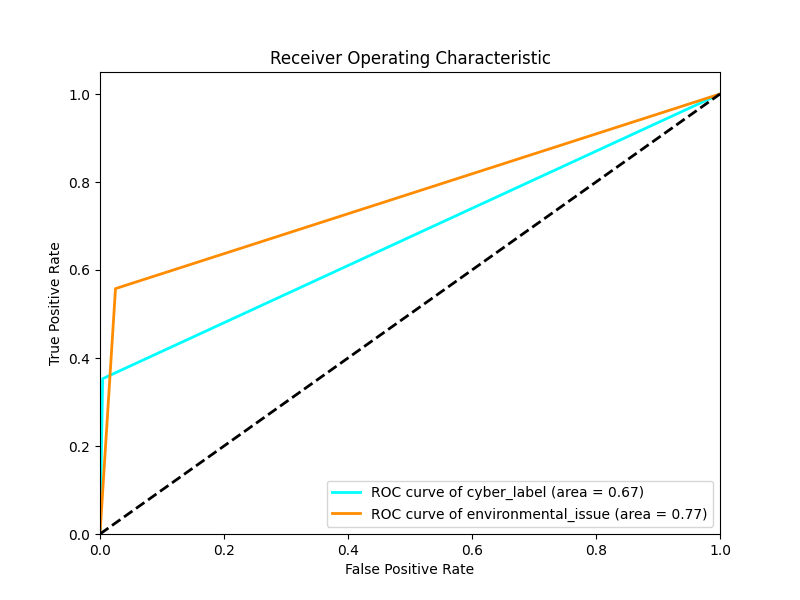 Receiver Operating Characteristic
True Positive Rate
1.0
0.8
0.6
0.4
0.2
0.0
ROC curve of cyber_label (area = 0.67)
ROC curve of environmental_issue (area = 0.77)
0.0 0.2 0.4 0.6 0.8 1.0
False Positive Rate